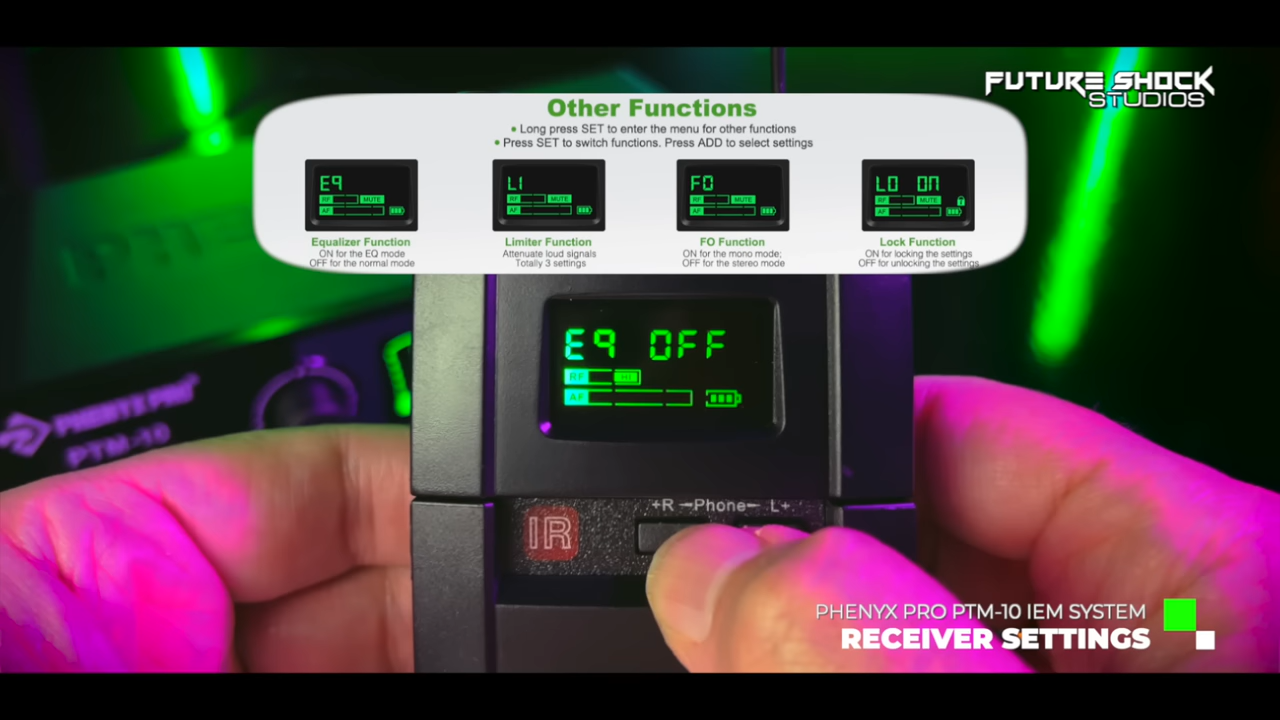 FUTURE SHOCK
STUDIOS
Other Functions
• Long press SET to enter the menu for other functions
• Press SET to switch functions. Press ADD to select settings
E9
RF MUTE
AF
LI
RF MUTE
AF
FO
RF MUTE
AF
LO ON
RF MUTE
AF
Equalizer Function
ON for the EQ mode
OFF for the normal mode
Limiter Function
Attenuate loud signals
Totally 3 settings
FO Function
ON for the mono mode;
OFF for the stereo mode
Lock Function
ON for locking the settings
OFF for unlocking the settings
E9 OFF
RF HI
AF
PHENYX PRO
PTM-10
+R –Phone– L+
IR
PHENYX PRO PTM-10 IEM SYSTEM
RECEIVER SETTINGS